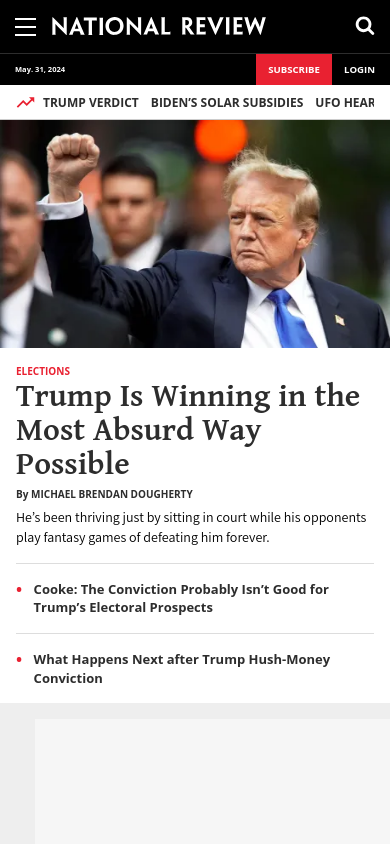 NATIONAL REVIEW
May. 31, 2024
SUBSCRIBE
LOGIN
TRUMP VERDICT BIDEN’S SOLAR SUBSIDIES UFO HEAR
ELECTIONS
Trump Is Winning in the
Most Absurd Way
Possible
By MICHAEL BRENDAN DOUGHERTY
He’s been thriving just by sitting in court while his opponents
play fantasy games of defeating him forever.
• Cooke: The Conviction Probably Isn’t Good for
Trump’s Electoral Prospects
• What Happens Next after Trump Hush-Money
Conviction